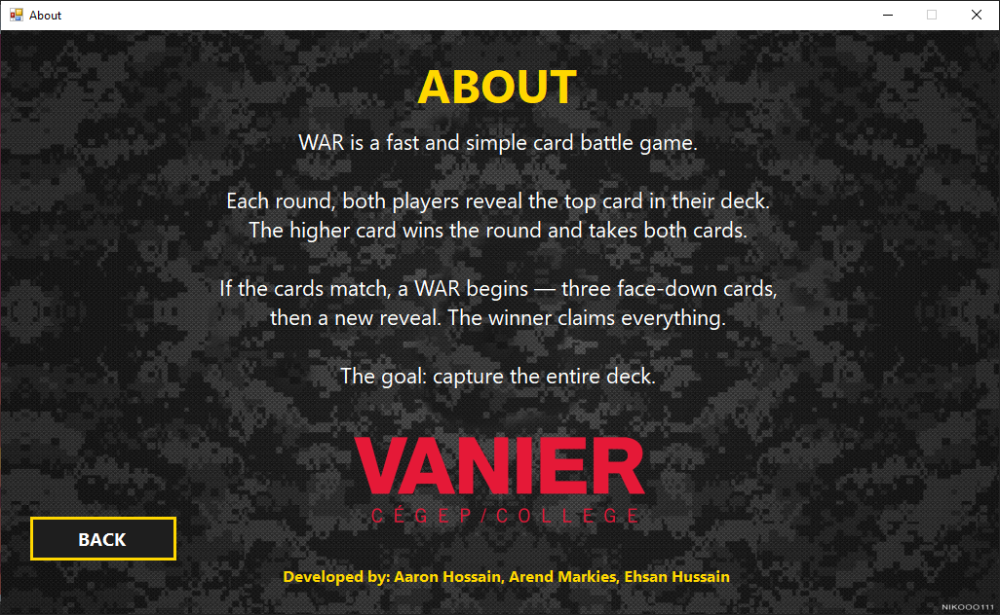 About
ABOUT
WAR is a fast and simple card battle game.
Each round, both players reveal the top card in their deck.
The higher card wins the round and takes both cards.
If the cards match, a WAR begins — three face-down cards,
then a new reveal. The winner claims everything.
The goal: capture the entire deck.
VANIER
CÉGEP/COLLEGE
BACK
Developed by: Aaron Hossain, Arend Markies, Ehsan Hussain
NIKOOO111